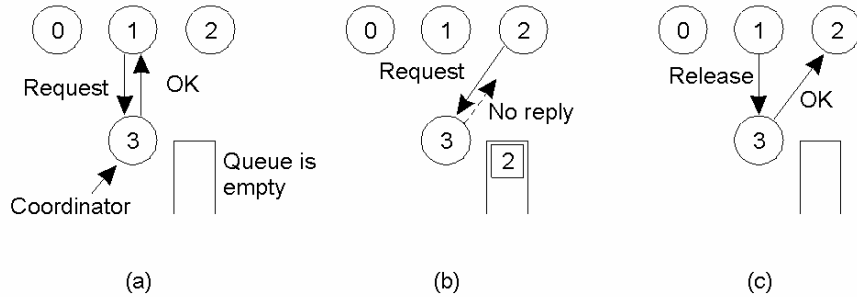 0 1 2
Request OK
3
Queue is
empty
Coordinator
(a)
0 1 2
Request
No reply
3
2
(b)
0 1 2
Release
OK
3
(c)